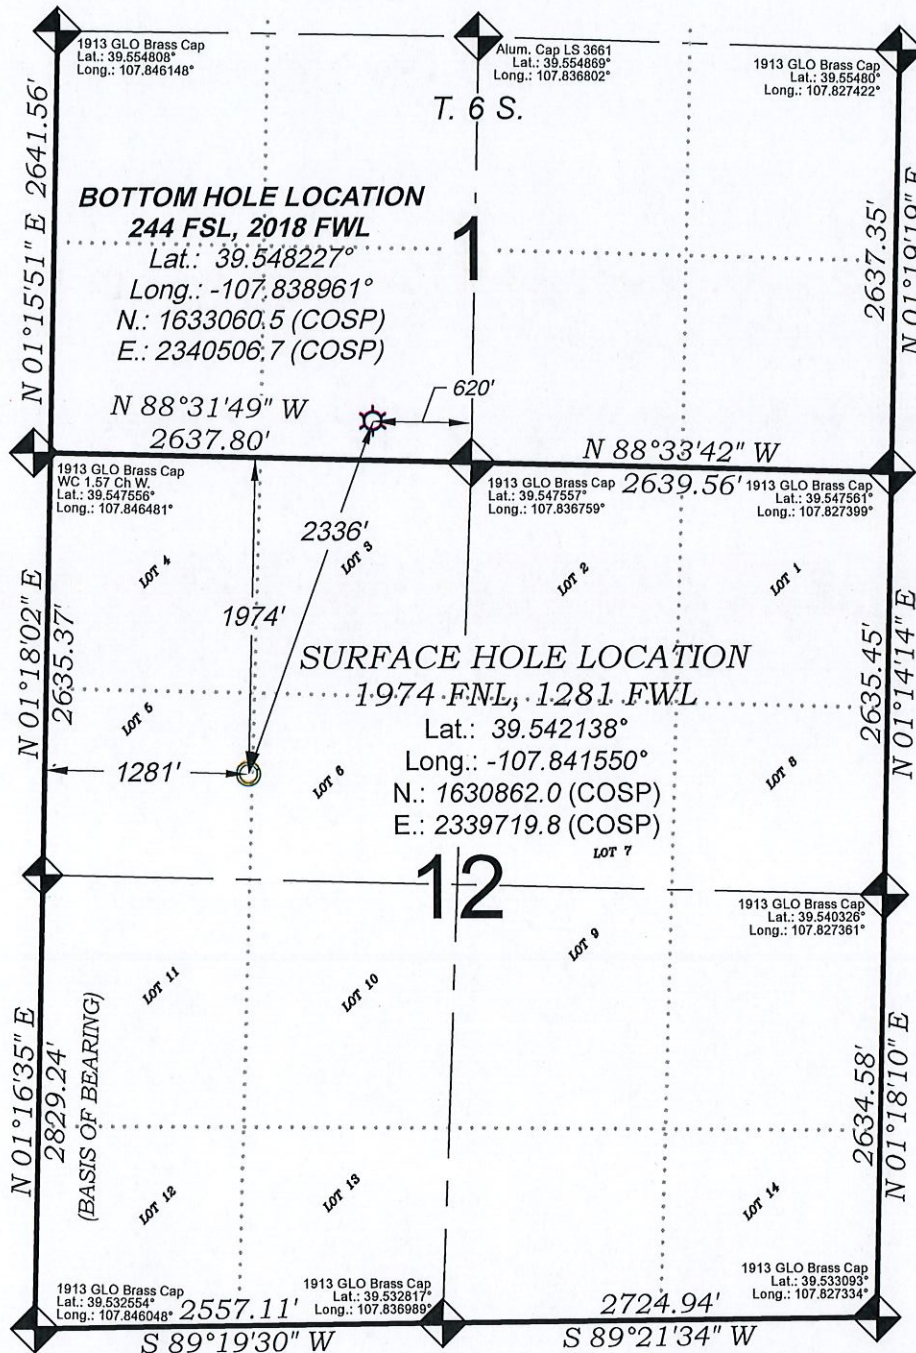 1913 GLO Brass Cap
Lat.: 39.554808°
Long.: 107.846148°
Alum. Cap LS 3661
Lat.: 39.554869°
Long.: 107.836802°
1913 GLO Brass Cap
Lat.: 39.55480°
Long.: 107.827422°
T. 6 S.
N 01°15'51" E 2641.56'
BOTTOM HOLE LOCATION
244 FSL, 2018 FWL
Lat.: 39.548227°
Long.: -107.838961°
N.: 1633060.5 (COSP)
E.: 2340506.7 (COSP)
1
2637.35'
N 01°19'19" E
620'
N 88°31'49" W
2637.80'
N 88°33'42" W
2639.56'
1913 GLO Brass Cap
WC 1.57 Ch W.
Lat.: 39.547556°
Long.: 107.846481°
1913 GLO Brass Cap
Lat.: 39.547557°
Long.: 107.836759°
1913 GLO Brass Cap
Lat.: 39.547561°
Long.: 107.827399°
2336'
LOT 4
LOT 3
LOT 2
LOT 1
1974'
N 01°18'02" E
2635.37'
SURFACE HOLE LOCATION
1974 FNL, 1281 FWL
Lat.: 39.542138°
Long.: -107.841550°
N.: 1630862.0 (COSP)
E.: 2339719.8 (COSP)
2635.45'
N 01°14'14" E
LOT 5
1281'
LOT 6
LOT 8
LOT 7
12
1913 GLO Brass Cap
Lat.: 39.540326°
Long.: 107.827361°
LOT 11
LOT 10
LOT 9
N 01°16'35" E
2829.24'
(BASIS OF BEARING)
2634.58'
N 01°18'10" E
LOT 12
LOT 13
LOT 14
1913 GLO Brass Cap
Lat.: 39.532554°
Long.: 107.846048°
2557.11'
S 89°19'30" W
1913 GLO Brass Cap
Lat.: 39.532817°
Long.: 107.836989°
2724.94'
S 89°21'34" W
1913 GLO Brass Cap
Lat.: 39.533093°
Long.: 107.827334°